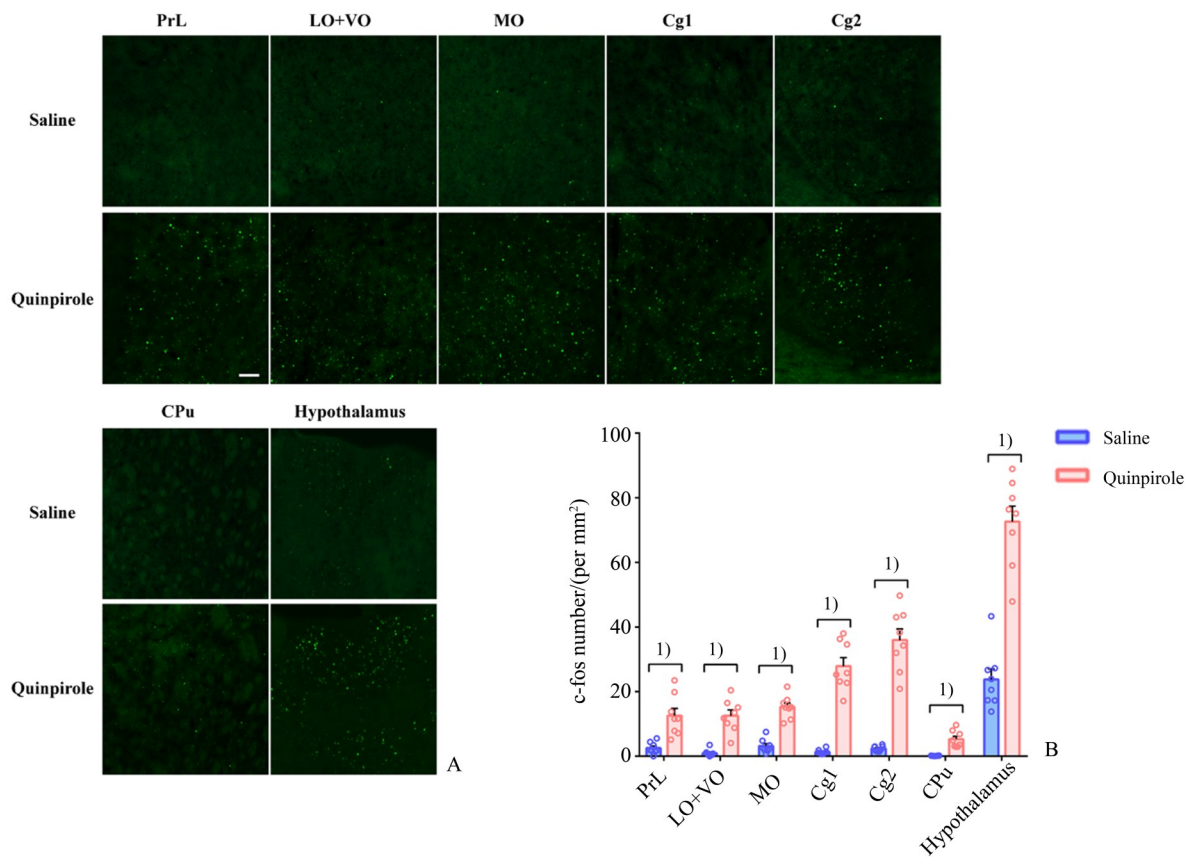 PrL LO+VO MO Cg1 Cg2
Saline
Quinpirole
CPu Hypothalamus
Saline
Quinpirole
A
c-fos number/(per mm²)
100
80
60
40
20
0
1) 1) 1) 1) 1) 1) 1)
PrL LO+VO MO Cg1 Cg2 CPu Hypothalamus
Saline
Quinpirole
B